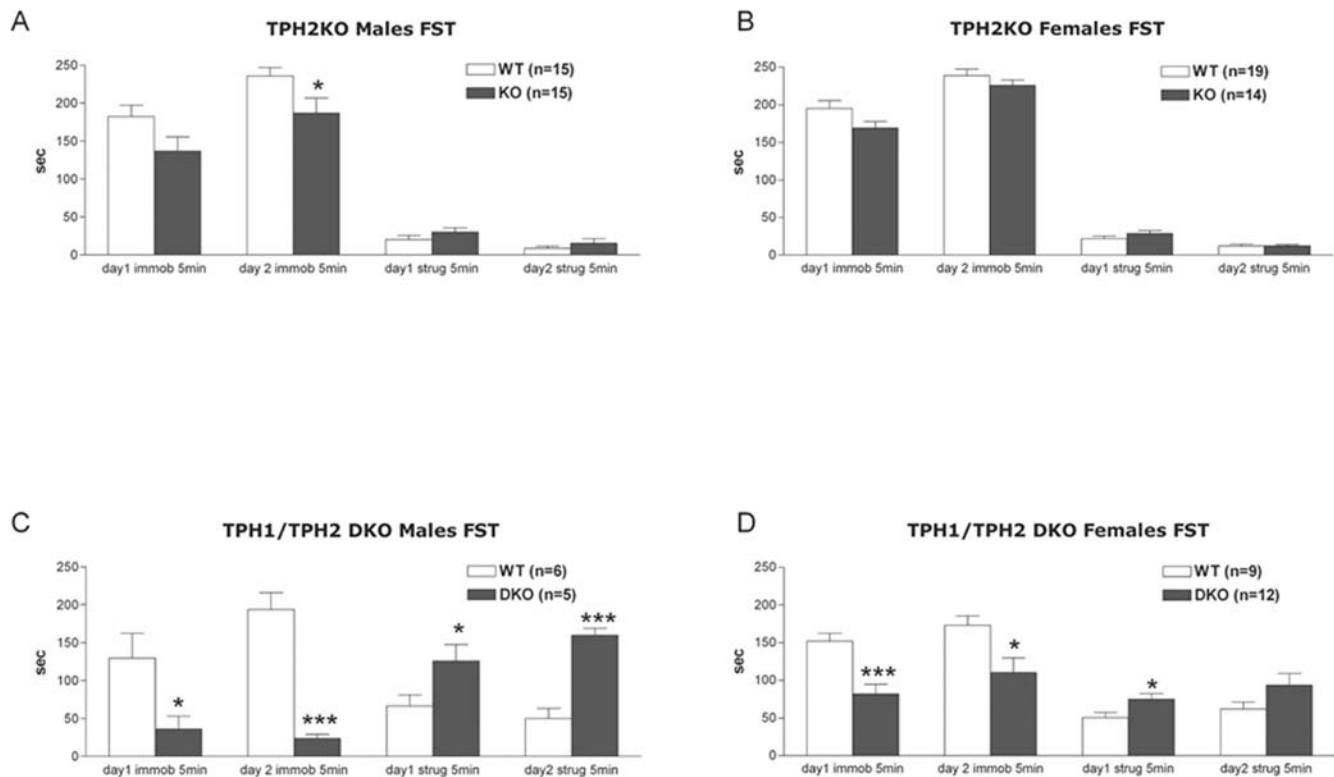 A
TPH2KO Males FST
WT (n=15)
KO (n=15)
*
250
200
150
100
50
0
sec
day1 immob 5min
day 2 immob 5min
day1 strug 5min
day2 strug 5min
B
TPH2KO Females FST
WT (n=19)
KO (n=14)
250
200
150
100
50
0
sec
day1 immob 5min
day 2 immob 5min
day1 strug 5min
day2 strug 5min
C
TPH1/TPH2 DKO Males FST
WT (n=6)
DKO (n=5)
250
200
150
100
50
0
sec
*
***
*
***
day1 immob 5min
day 2 immob 5min
day1 strug 5min
day2 strug 5min
D
TPH1/TPH2 DKO Females FST
WT (n=9)
DKO (n=12)
250
200
150
100
50
0
sec
***
*
*
day1 immob 5min
day 2 immob 5min
day1 strug 5min
day2 strug 5min